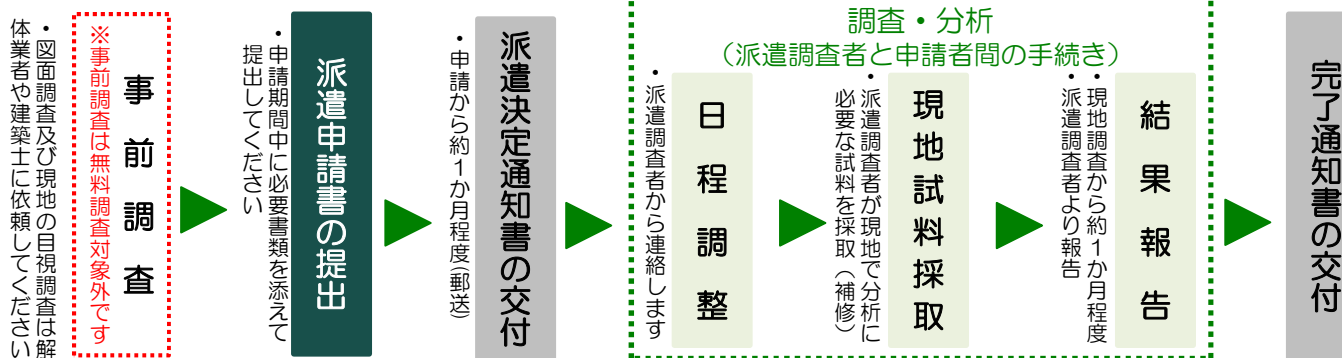 事前調査
※事前調査は無料調査対象外です
・図面調査及び現地の目視調査は解
体業者や建築士に依頼してください
派遣申請書の提出
・申請期間中に必要書類を添えて
提出してください
派遣決定通知書の交付
・申請から約１か月程度(郵送)
調査・分析
（派遣調査者と申請者間の手続き）
日程調整
・派遣調査者から連絡します
現地試料採取
・派遣調査者が現地で分析に
必要な試料を採取（補修）
結果報告
・現地調査から約１か月程度
・派遣調査者より報告
完了通知書の交付